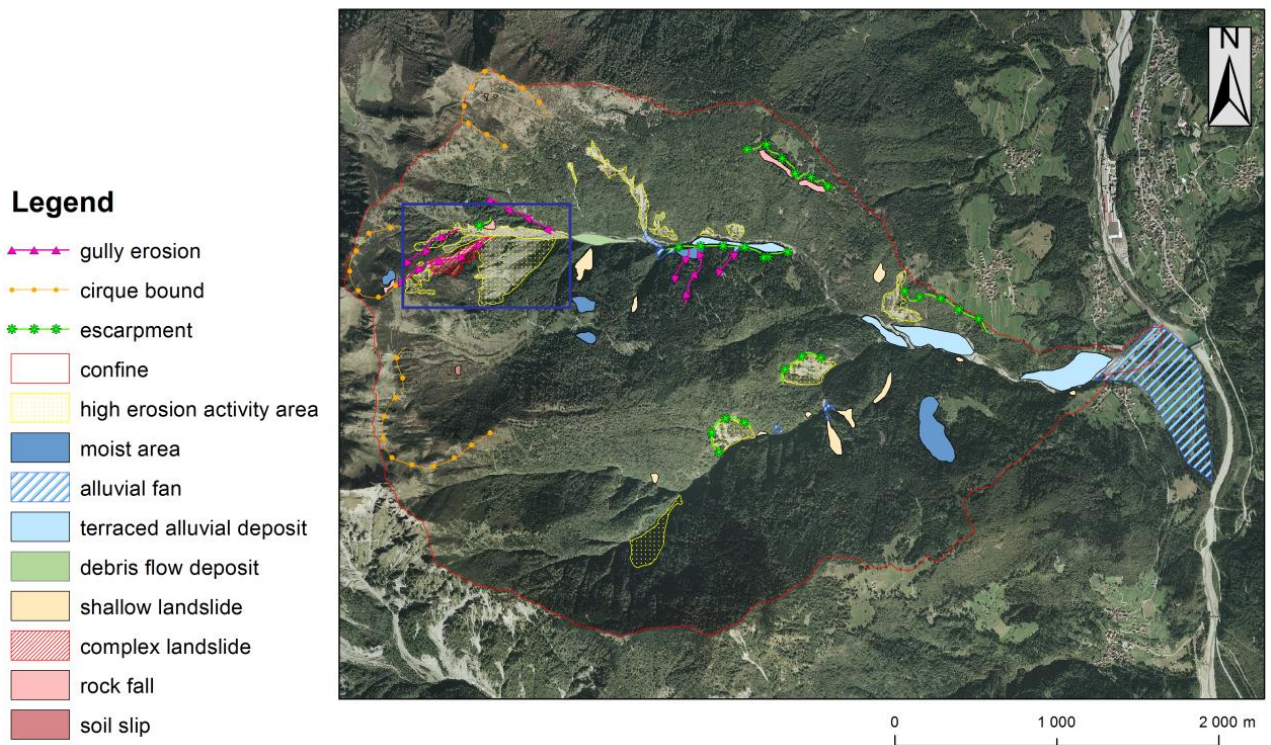 Legend
gully erosion
cirque bound
escarpment
confine
high erosion activity area
moist area
alluvial fan
terraced alluvial deposit
debris flow deposit
shallow landslide
complex landslide
rock fall
soil slip
N
0 1 000 2 000 m